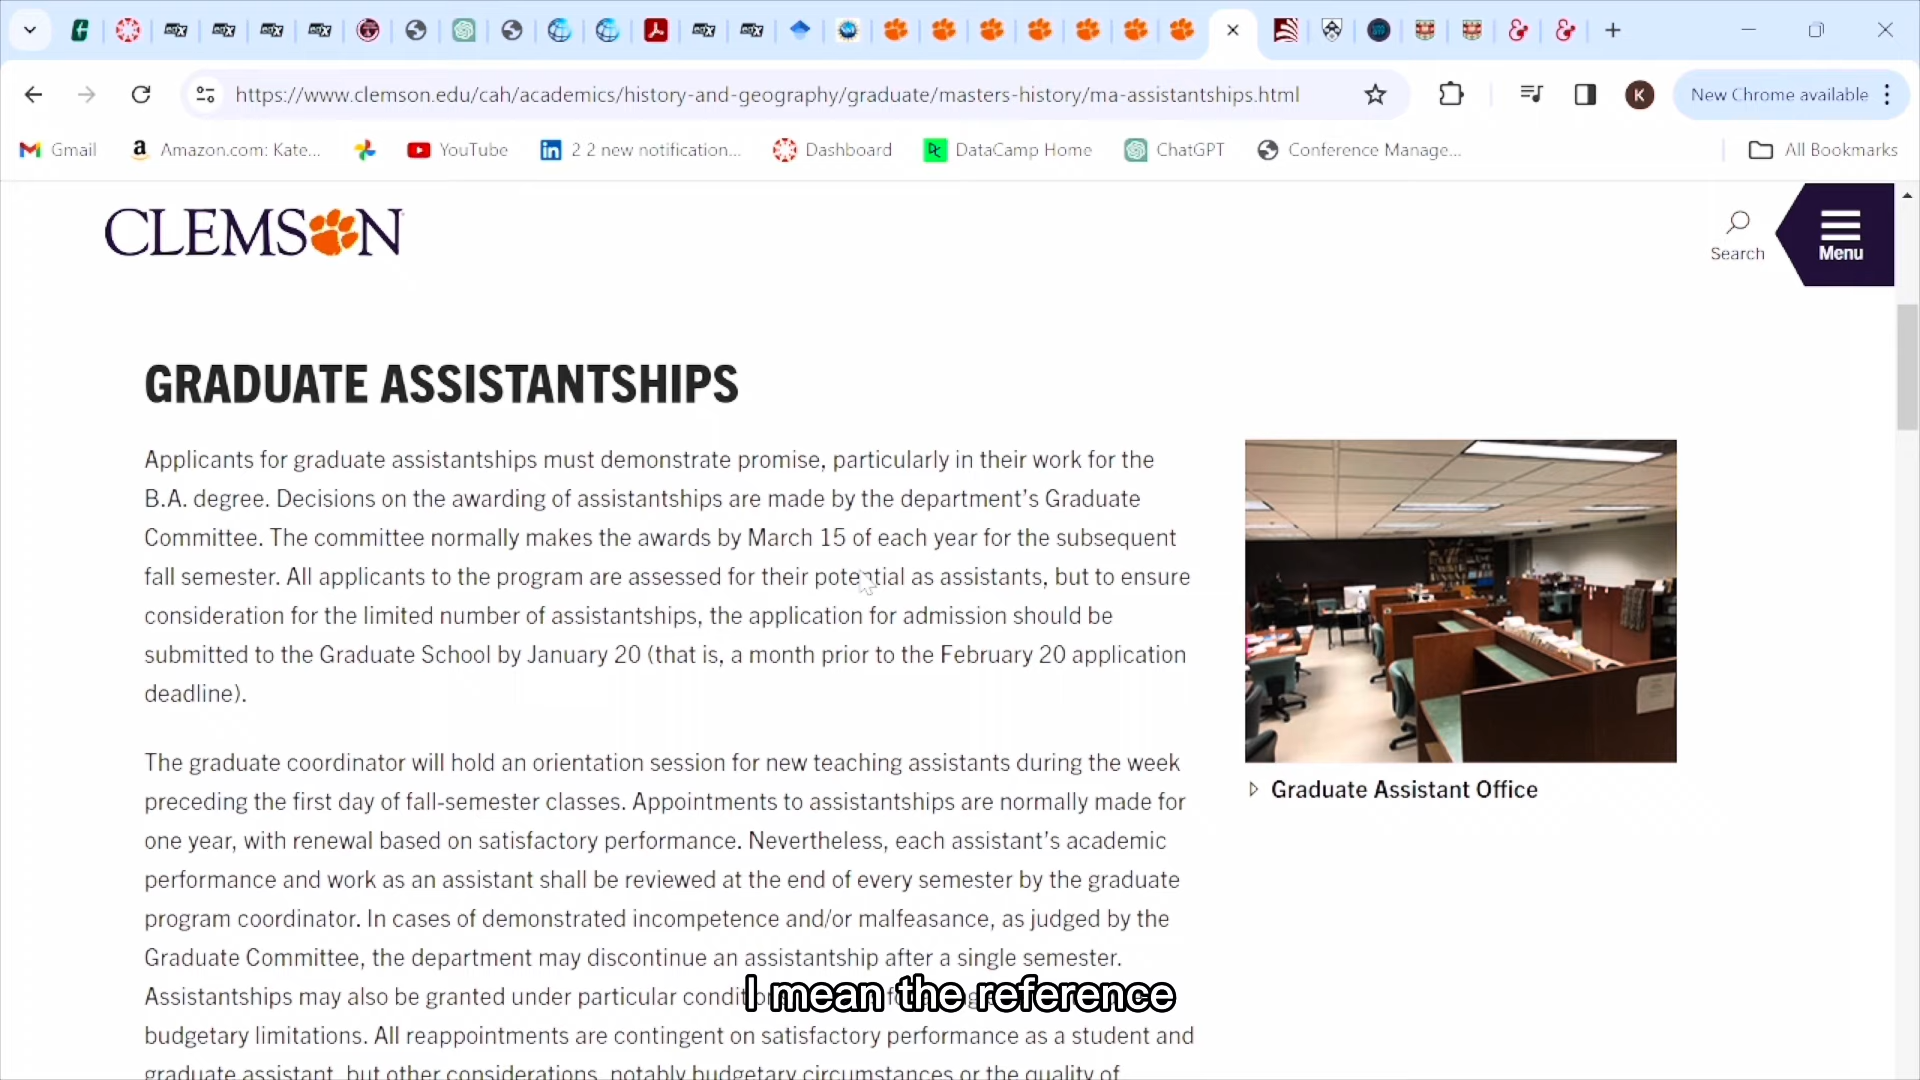 https://www.clemson.edu/cah/academics/history-and-geography/graduate/masters-history/ma-assistantships.html
K
New Chrome available
Gmail
Amazon.com: Kate...
YouTube
2 2 new notification...
Dashboard
DataCamp Home
ChatGPT
Conference Manage...
All Bookmarks
CLEMSON
Search
Menu
GRADUATE ASSISTANTSHIPS
Applicants for graduate assistantships must demonstrate promise, particularly in their work for the
B.A. degree. Decisions on the awarding of assistantships are made by the department's Graduate
Committee. The committee normally makes the awards by March 15 of each year for the subsequent
fall semester. All applicants to the program are assessed for their potential as assistants, but to ensure
consideration for the limited number of assistantships, the application for admission should be
submitted to the Graduate School by January 20 (that is, a month prior to the February 20 application
deadline).
The graduate coordinator will hold an orientation session for new teaching assistants during the week
preceding the first day of fall-semester classes. Appointments to assistantships are normally made for
one year, with renewal based on satisfactory performance. Nevertheless, each assistant's academic
performance and work as an assistant shall be reviewed at the end of every semester by the graduate
program coordinator. In cases of demonstrated incompetence and/or malfeasance, as judged by the
Graduate Committee, the department may discontinue an assistantship after a single semester.
Assistantships may also be granted under particular
budgetary limitations. All reappointments are contingent on satisfactory performance as a student and
graduate assistant, but other considerations, notably budgetary circumstances or the quality of
Graduate Assistant Office
I mean the reference